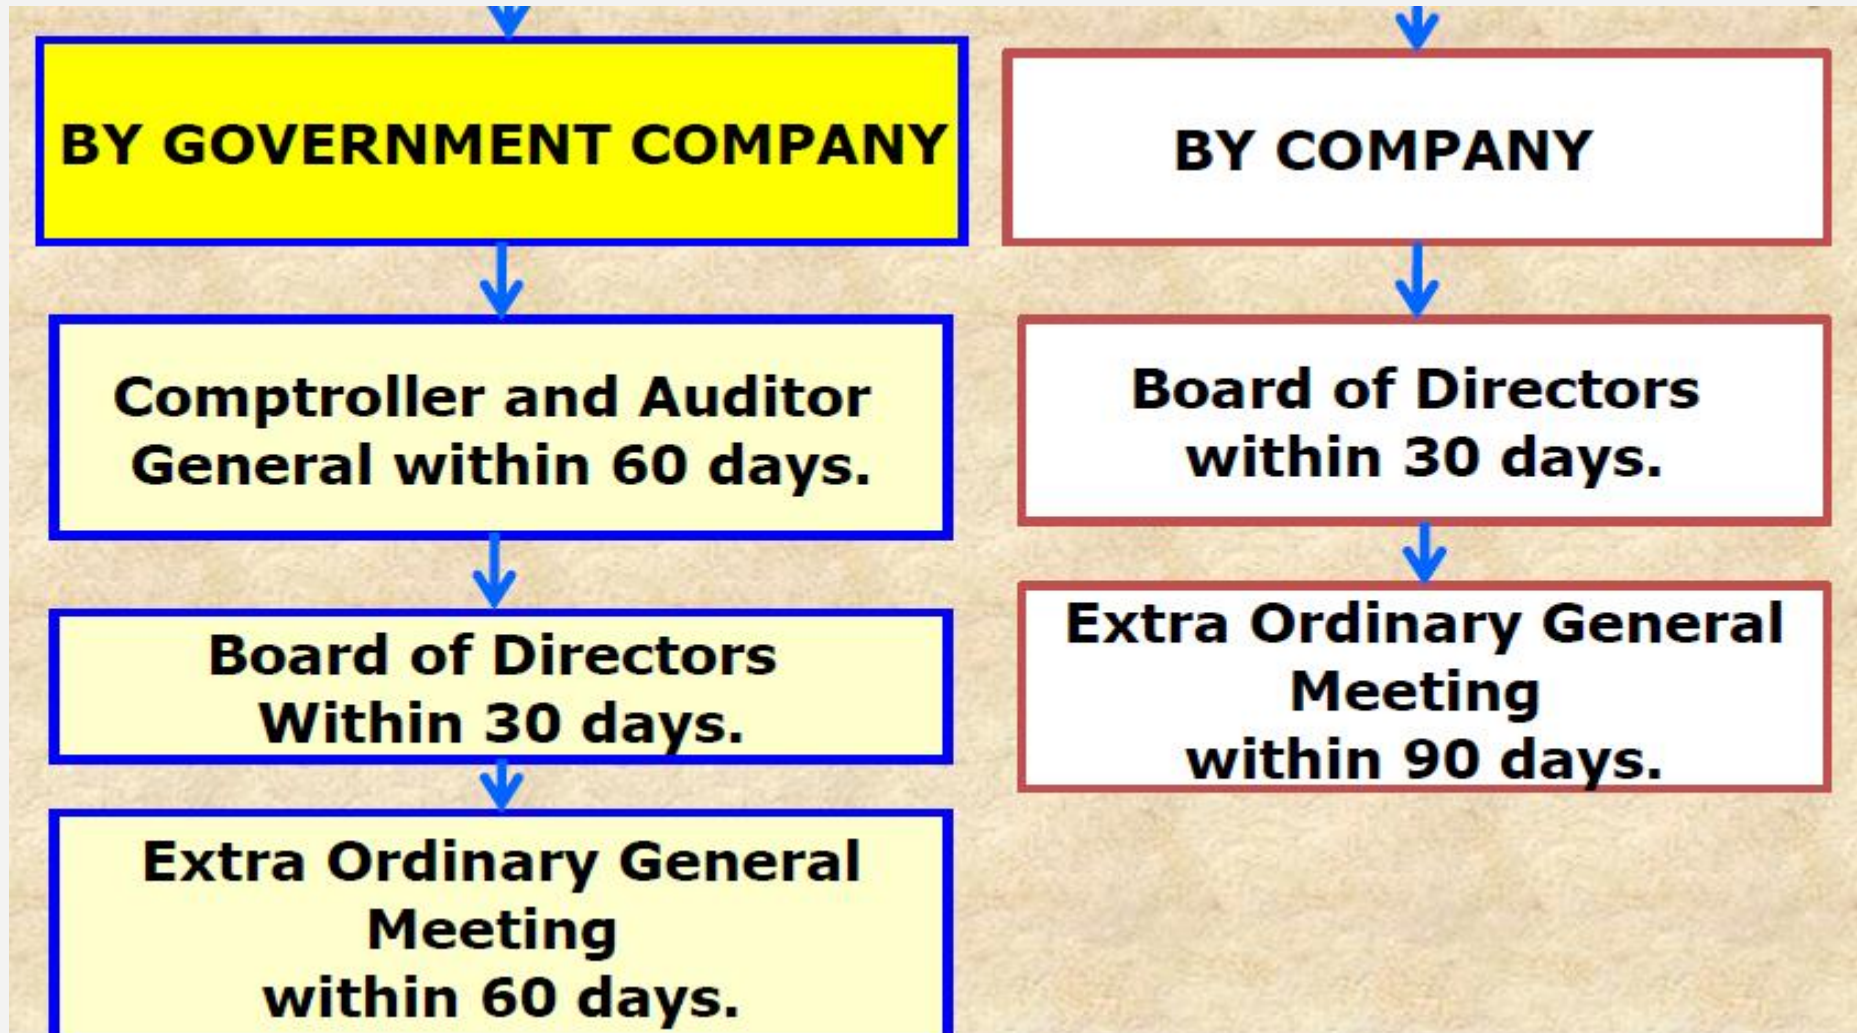 BY GOVERNMENT COMPANY
Comptroller and Auditor
General within 60 days.
Board of Directors
Within 30 days.
Extra Ordinary General
Meeting
within 60 days.
BY COMPANY
Board of Directors
within 30 days.
Extra Ordinary General
Meeting
within 90 days.